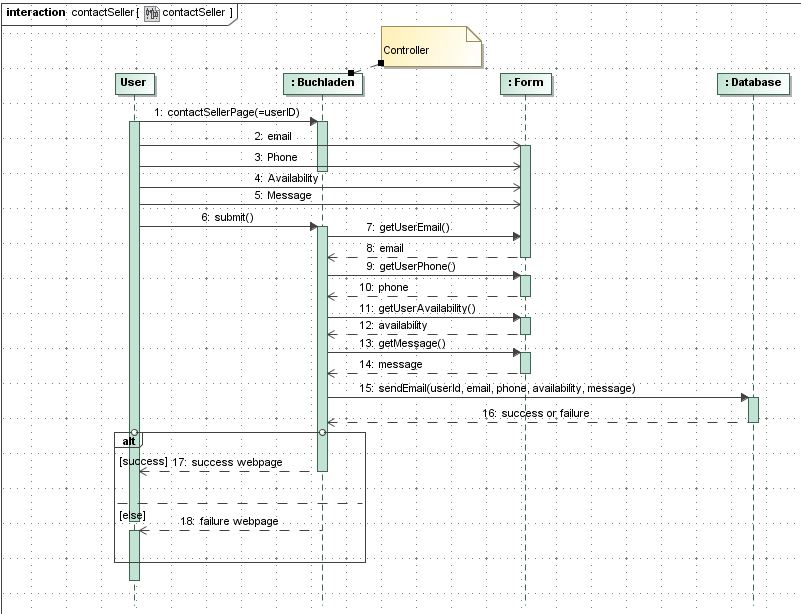 interaction contactSeller [ contactSeller ]
Controller
User
: Buchladen
: Form
: Database
1: contactSellerPage(=userID)
2: email
3: Phone
4: Availability
5: Message
6: submit()
7: getUserEmail()
8: email
9: getUserPhone()
10: phone
11: getUserAvailability()
12: availability
13: getMessage()
14: message
15: sendEmail(userId, email, phone, availability, message)
16: success or failure
alt
[success] 17: success webpage
[else]
18: failure webpage